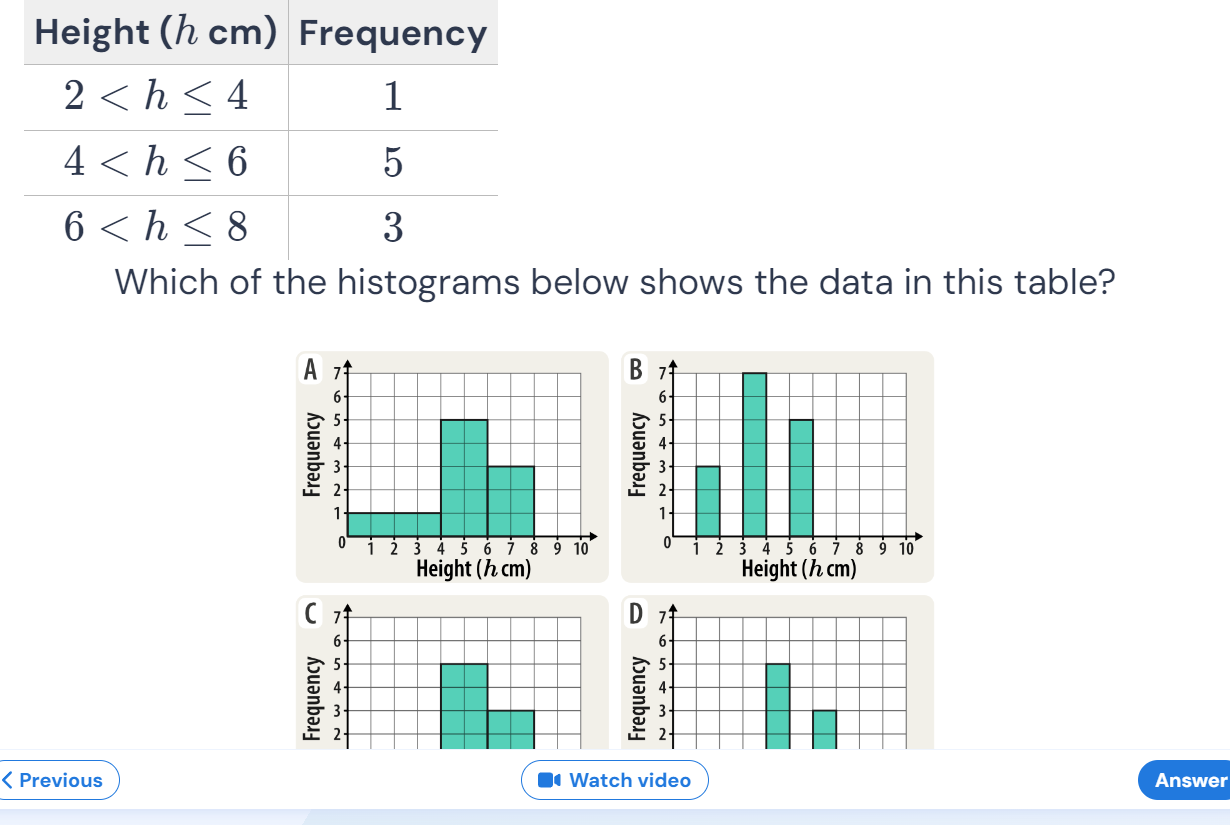 Height (h cm) Frequency
2 < h ≤ 4 1
4 < h ≤ 6 5
6 < h ≤ 8 3
Which of the histograms below shows the data in this table?
A
7
6
5
4
3
2
1
0
1 2 3 4 5 6 7 8 9 10
Frequency
Height (h cm)
B
7
6
5
4
3
2
1
0
1 2 3 4 5 6 7 8 9 10
Frequency
Height (h cm)
C
7
6
5
4
3
2
Frequency
D
7
6
5
4
3
2
Frequency
Previous Watch video Answer